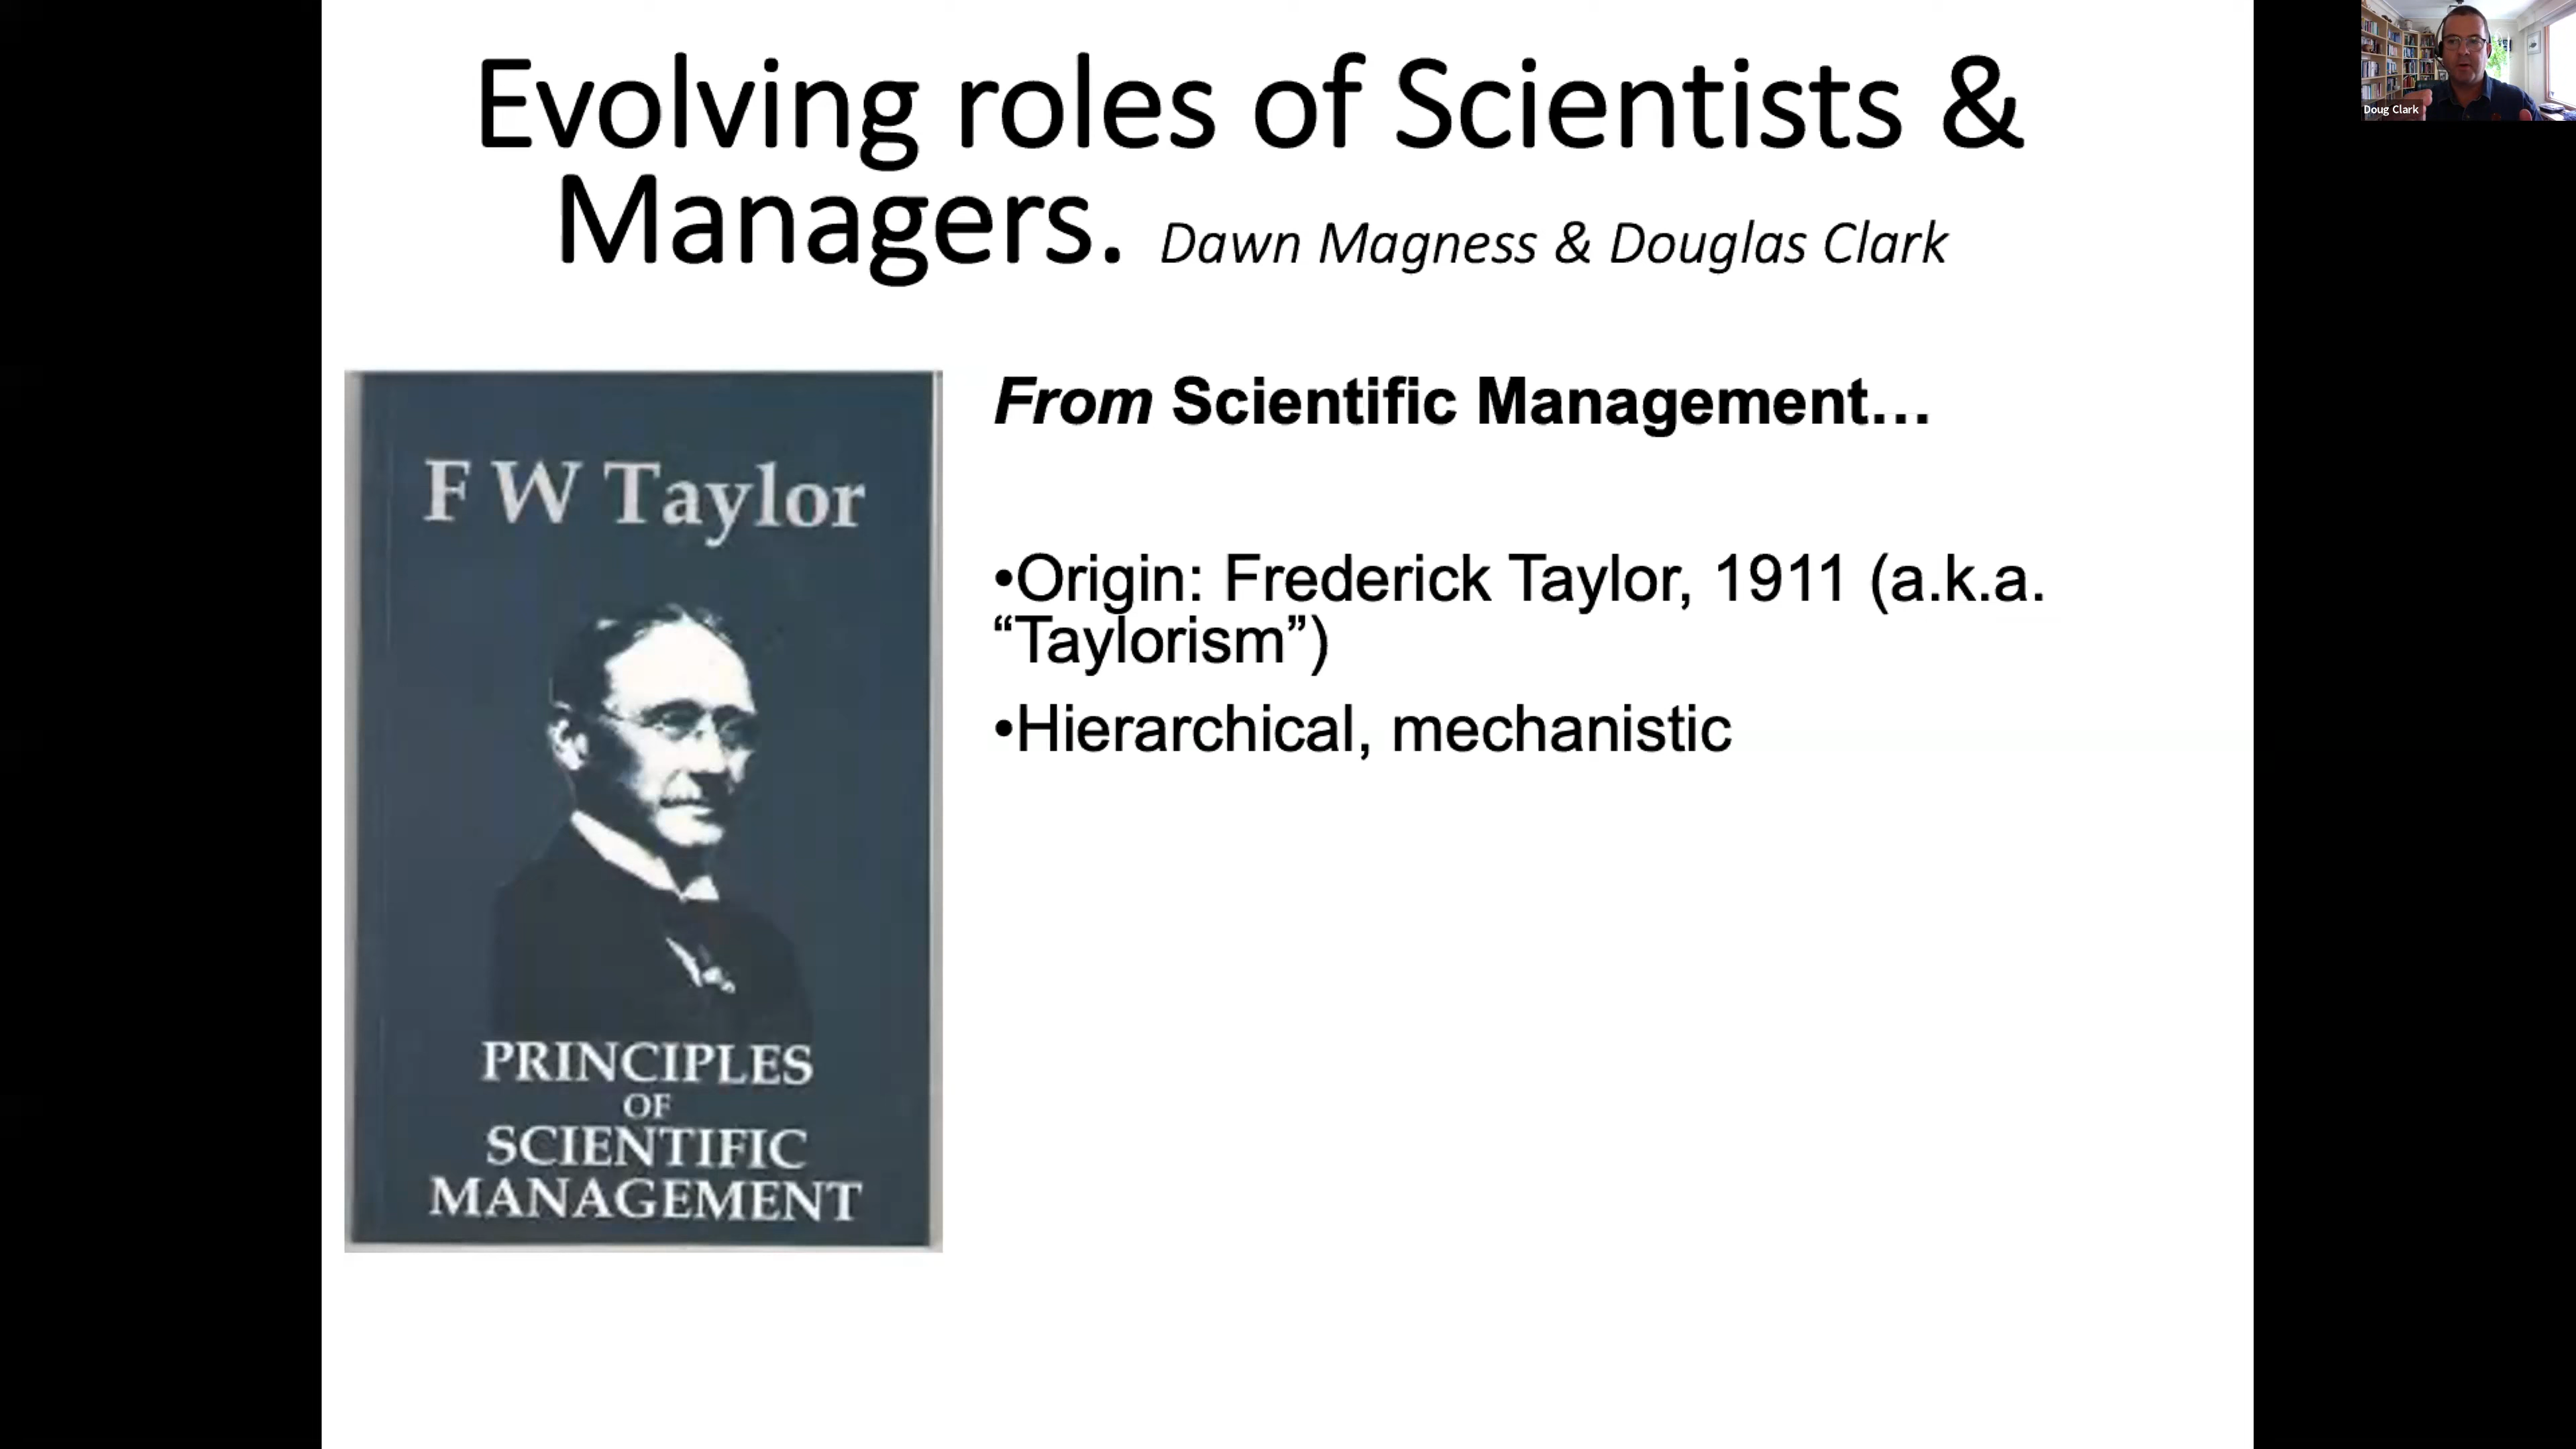 Evolving roles of Scientists &
Managers. Dawn Magness & Douglas Clark
Doug Clark
F W Taylor
PRINCIPLES
OF
SCIENTIFIC
MANAGEMENT
From Scientific Management…
•Origin: Frederick Taylor, 1911 (a.k.a.
“Taylorism”)
•Hierarchical, mechanistic